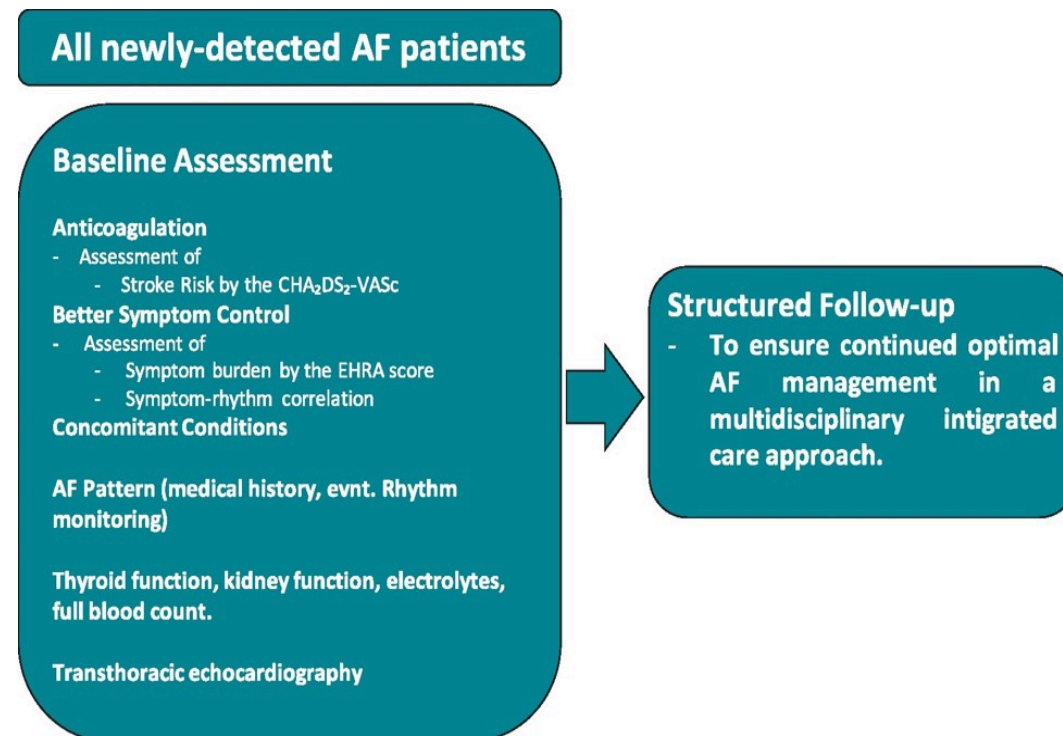 All newly-detected AF patients
Baseline Assessment
Anticoagulation
- Assessment of
- Stroke Risk by the CHA₂DS₂-VASc
Better Symptom Control
- Assessment of
- Symptom burden by the EHRA score
- Symptom-rhythm correlation
Concomitant Conditions
AF Pattern (medical history, evnt. Rhythm
monitoring)
Thyroid function, kidney function, electrolytes,
full blood count.
Transthoracic echocardiography
Structured Follow-up
- To ensure continued optimal
AF management in a
multidisciplinary intigrated
care approach.